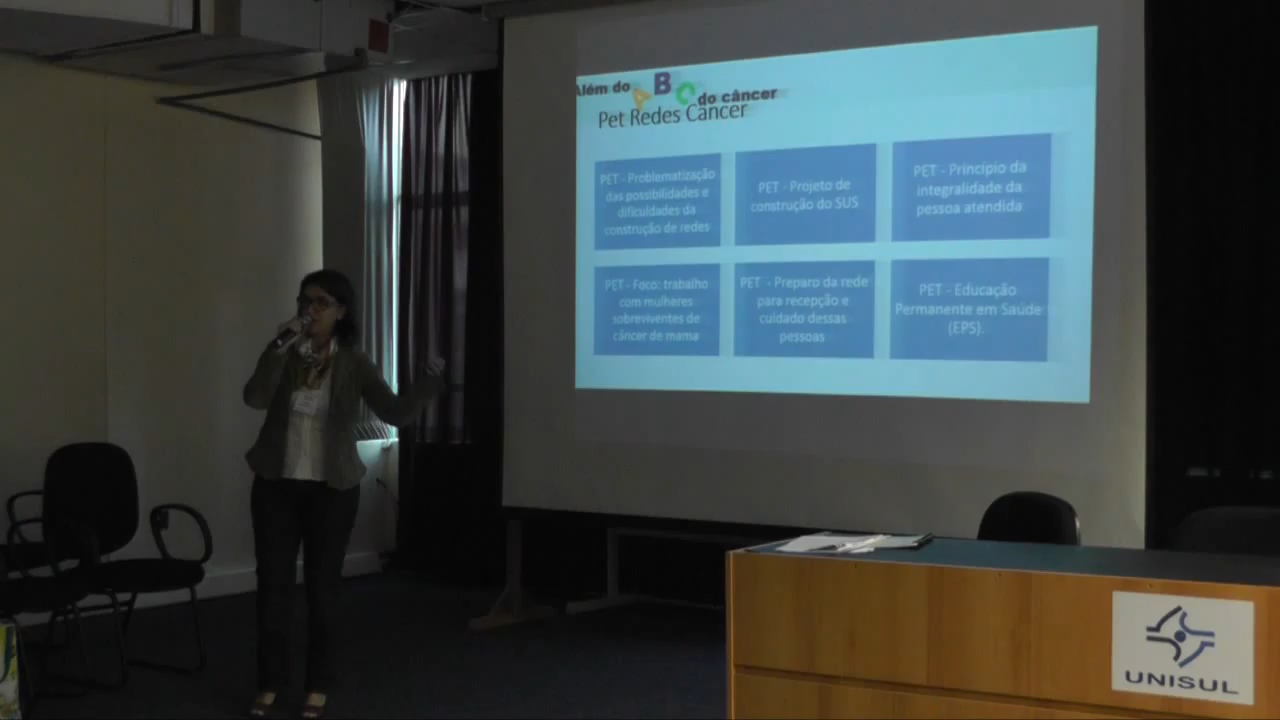 Além do ABC do câncer
Pet Redes Câncer
PET - Problematização
das possibilidades e
dificuldades da
construção de redes
PET - Projeto de
construção do SUS
PET - Princípio da
integralidade da
pessoa atendida
PET - Foco: trabalho
com mulheres
sobreviventes de
câncer de mama
PET - Preparo da rede
para recepção e
cuidado dessas
pessoas
PET - Educação
Permanente em Saúde
(EPS).
UNISUL